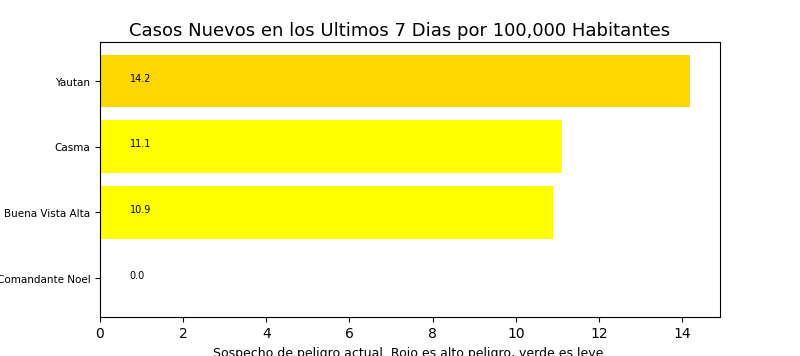 Casos Nuevos en los Ultimos 7 Dias por 100,000 Habitantes
Yautan
14.2
Casma
11.1
Buena Vista Alta
10.9
Comandante Noel
0.0
0 2 4 6 8 10 12 14
Sospecho de peligro actual. Rojo es alto peligro, verde es leve